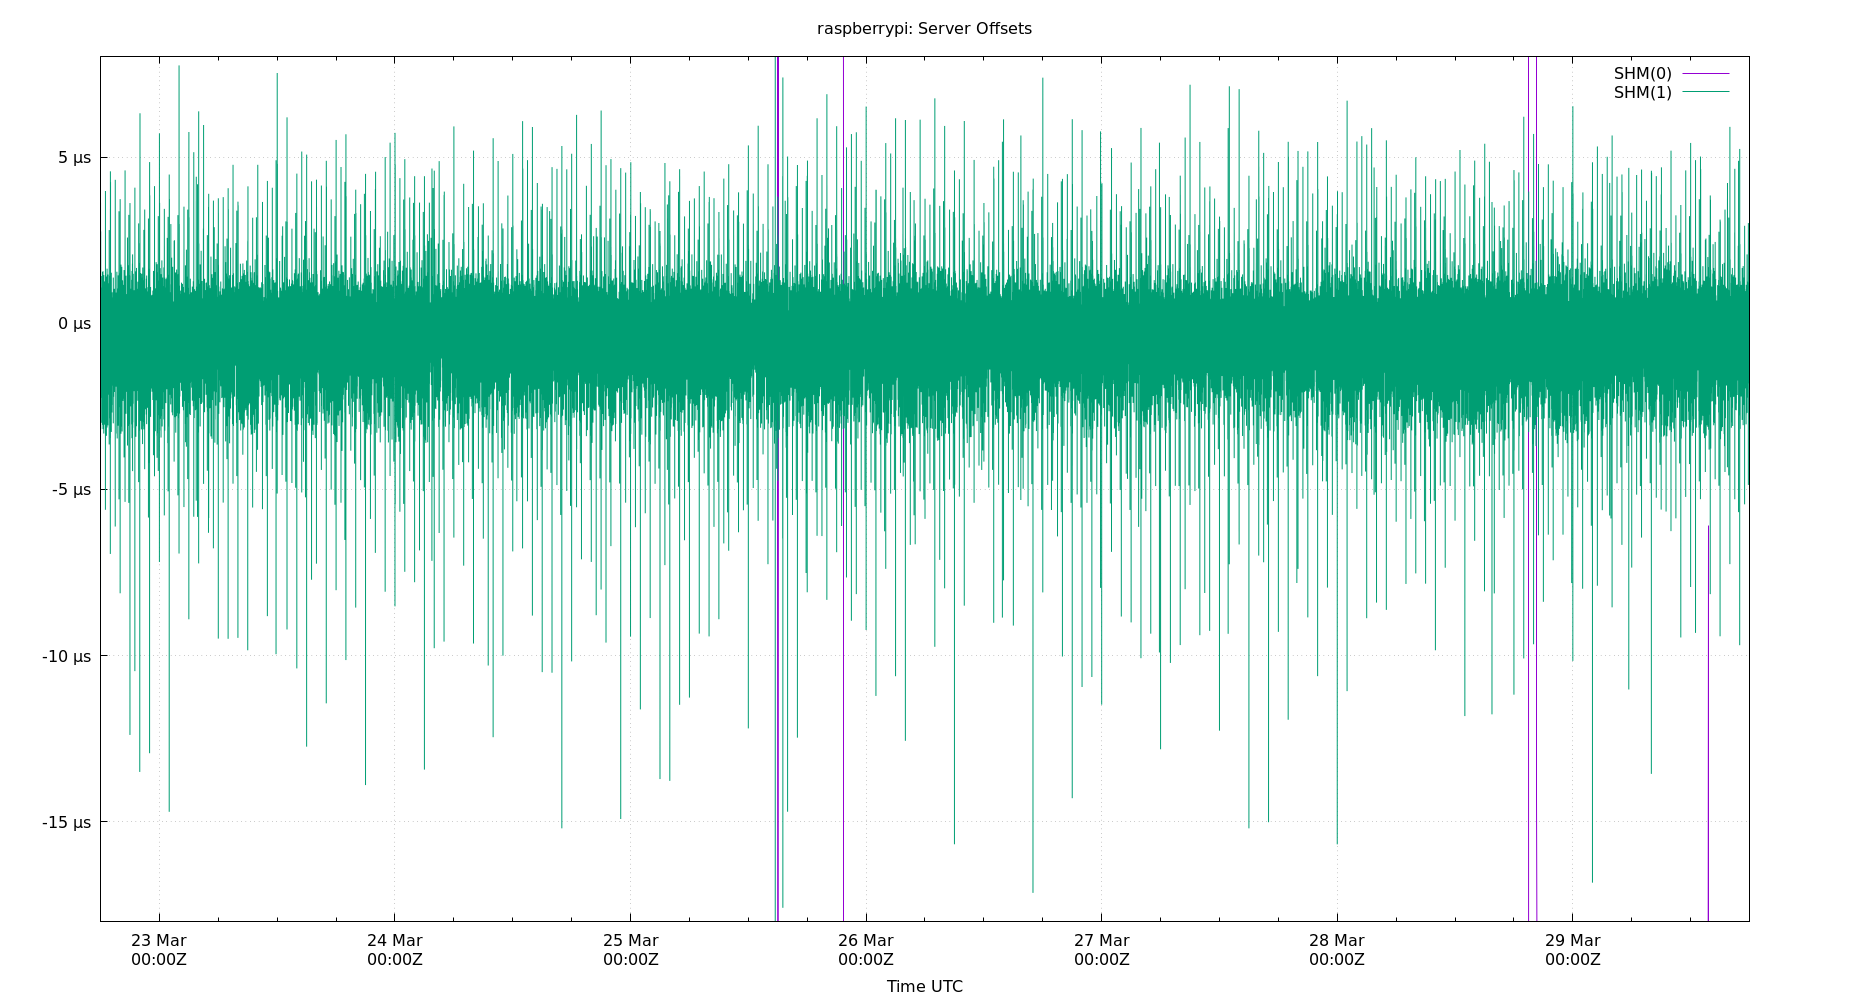 raspberrypi: Server Offsets
SHM(0)
SHM(1)
5 µs
0 µs
-5 µs
-10 µs
-15 µs
23 Mar 24 Mar 25 Mar 26 Mar 27 Mar 28 Mar 29 Mar
00:00Z 00:00Z 00:00Z 00:00Z 00:00Z 00:00Z 00:00Z
Time UTC